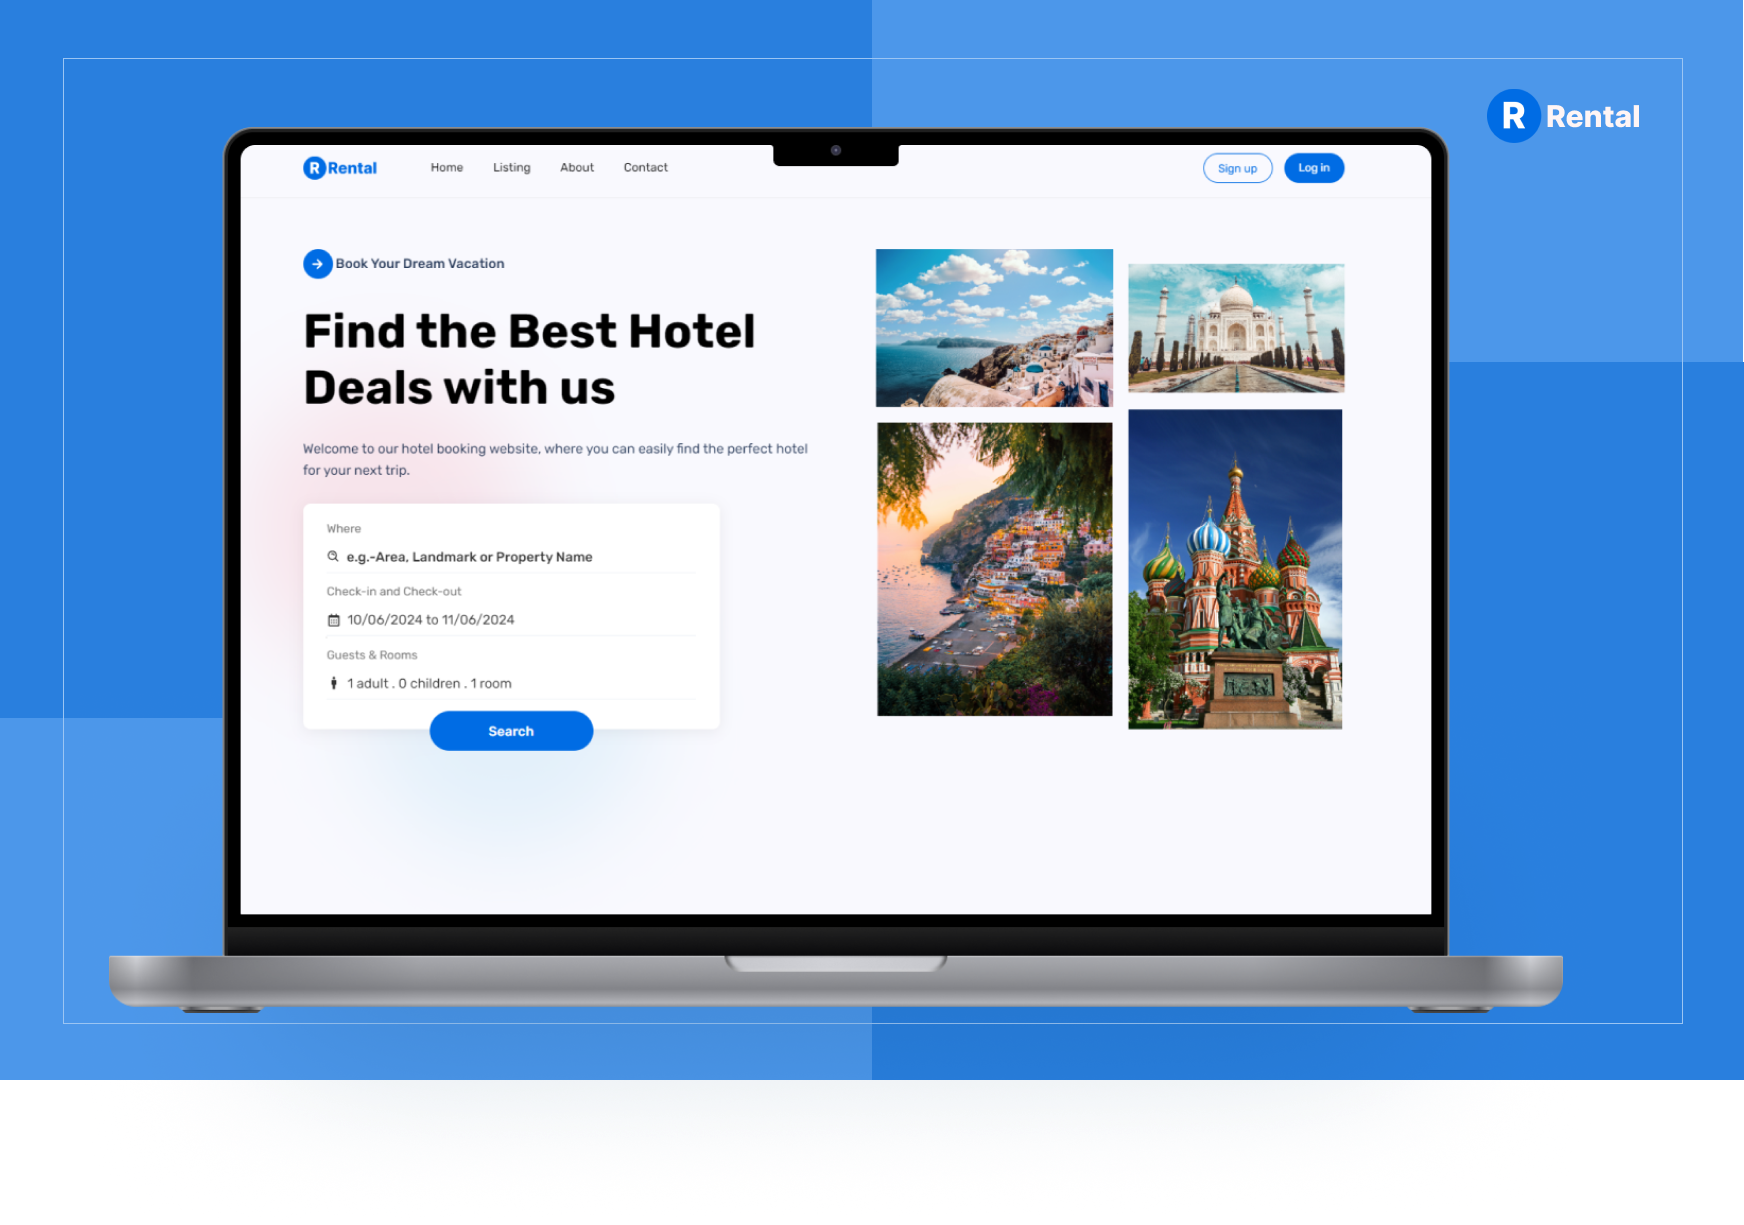 R Rental
R Rental
Home
Listing
About
Contact
Sign up
Log in
Book Your Dream Vacation
Find the Best Hotel
Deals with us
Welcome to our hotel booking website, where you can easily find the perfect hotel
for your next trip.
Where
e.g.-Area, Landmark or Property Name
Check-in and Check-out
10/06/2024 to 11/06/2024
Guests & Rooms
1 adult . 0 children . 1 room
Search